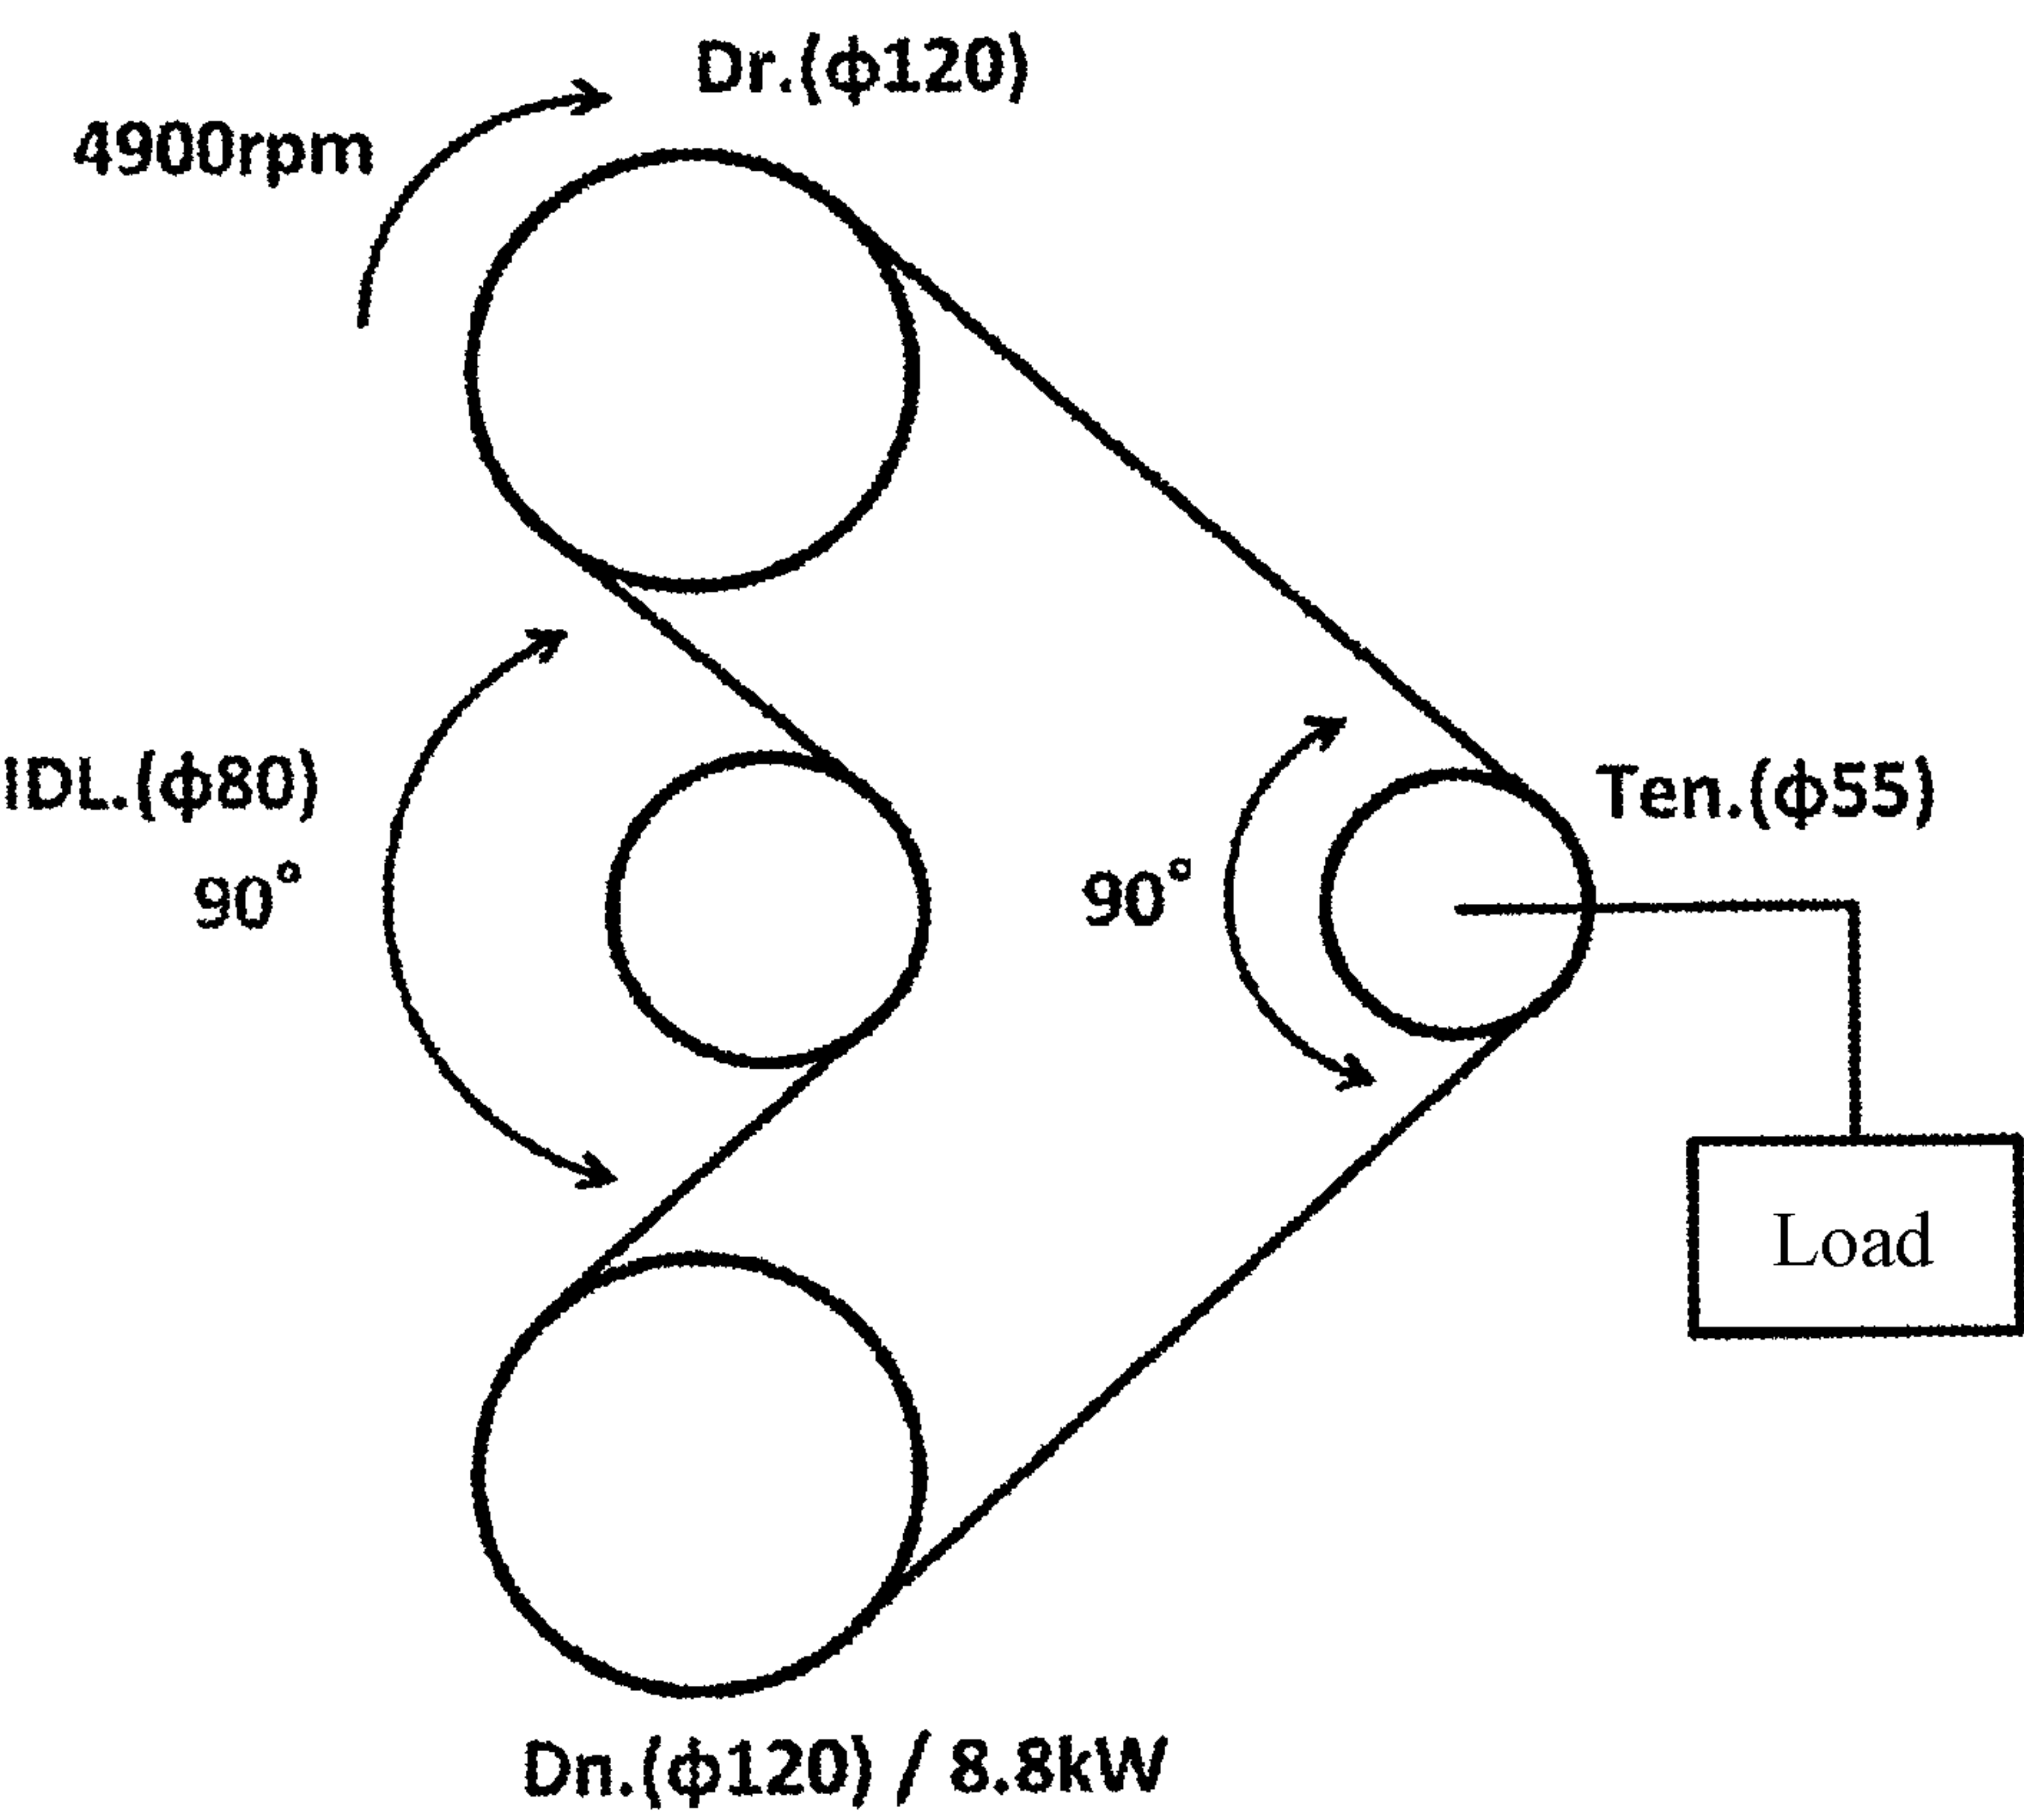 Dr.(ϕ120)
4900rpm
IDL.(ϕ80)
90°
90°
Ten.(ϕ55)
Load
Dn.(ϕ120) / 8.8kW